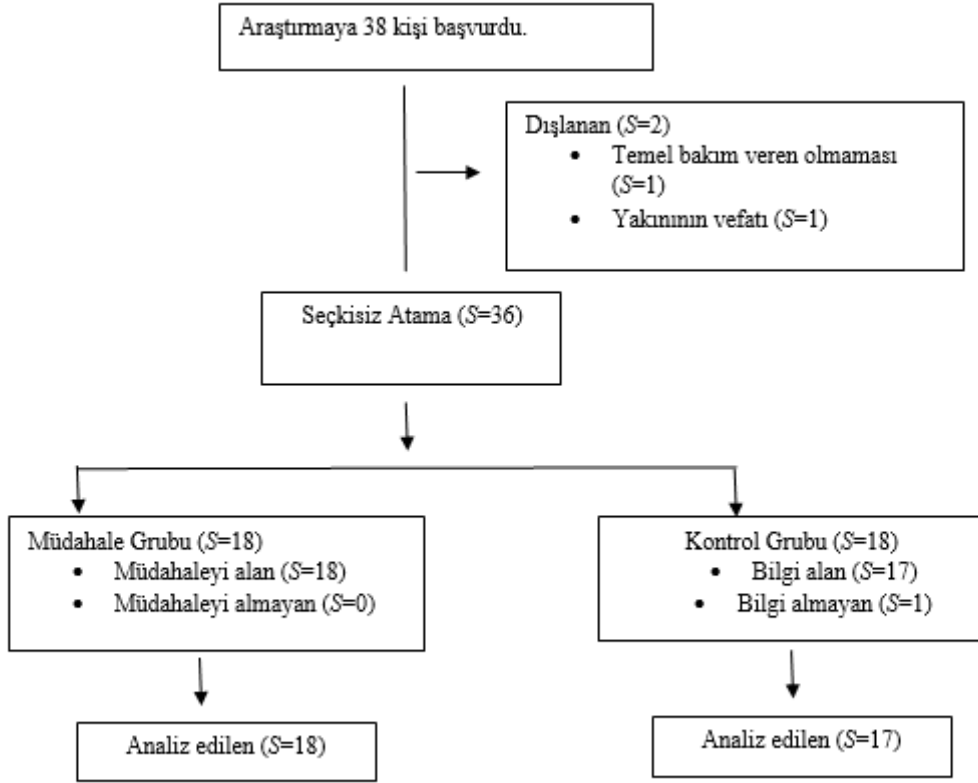 Araştırmaya 38 kişi başvurdu.
Dışlanan (S=2)
• Temel bakım veren olmaması
(S=1)
• Yakınının vefatı (S=1)
Seçkisiz Atama (S=36)
Müdahale Grubu (S=18)
• Müdahaleyi alan (S=18)
• Müdahaleyi almayan (S=0)
Kontrol Grubu (S=18)
• Bilgi alan (S=17)
• Bilgi almayan (S=1)
Analiz edilen (S=18)
Analiz edilen (S=17)